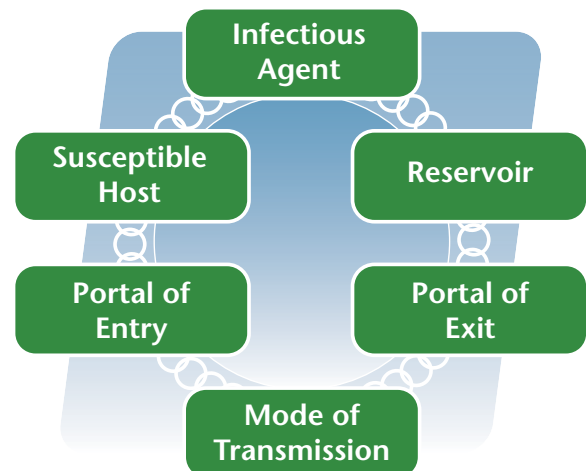 Infectious
Agent
Susceptible
Host
Reservoir
Portal of
Entry
Portal of
Exit
Mode of
Transmission